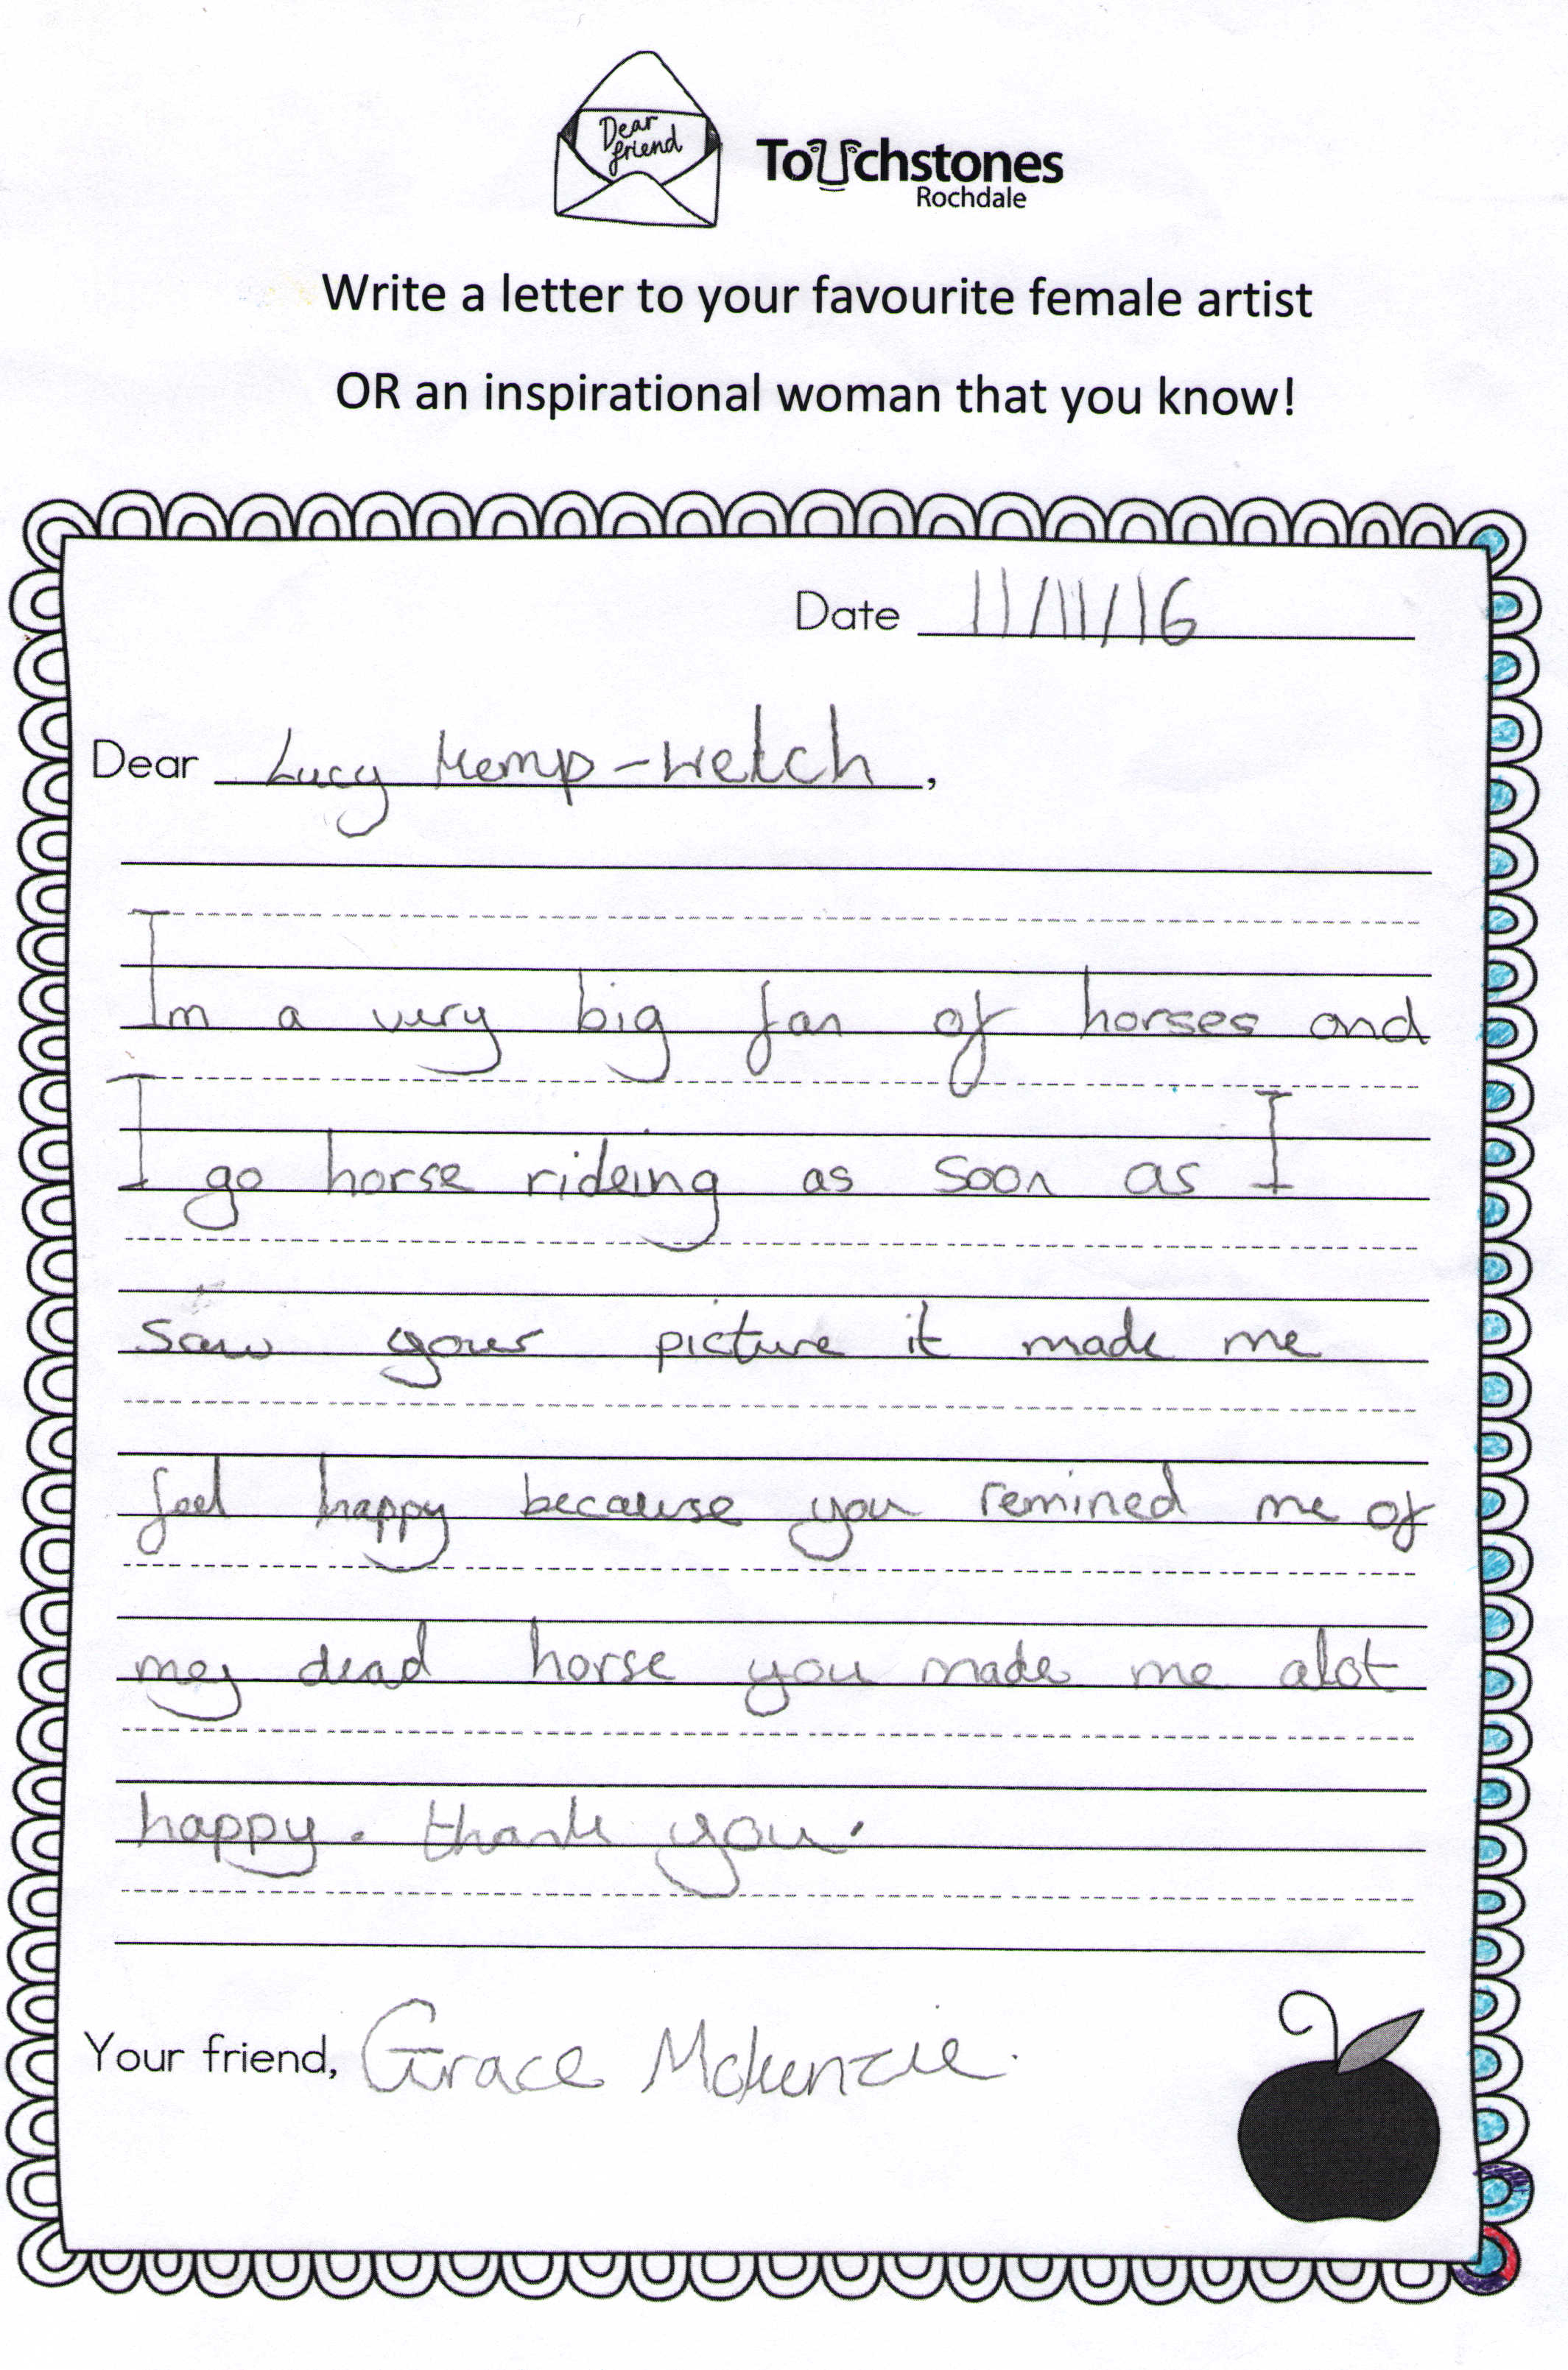 Dear
friend
Touchstones
Rochdale
Write a letter to your favourite female artist
OR an inspirational woman that you know!
Date 11/11/16
Dear Lucy Kemp-Welch,
Im a very big fan of horses and
I go horse rideing as soon as I
saw your picture it made me
feel happy because you remined me of
my dead horse you made me alot
happy. thank you.
Your friend, Grace Mckenzie.